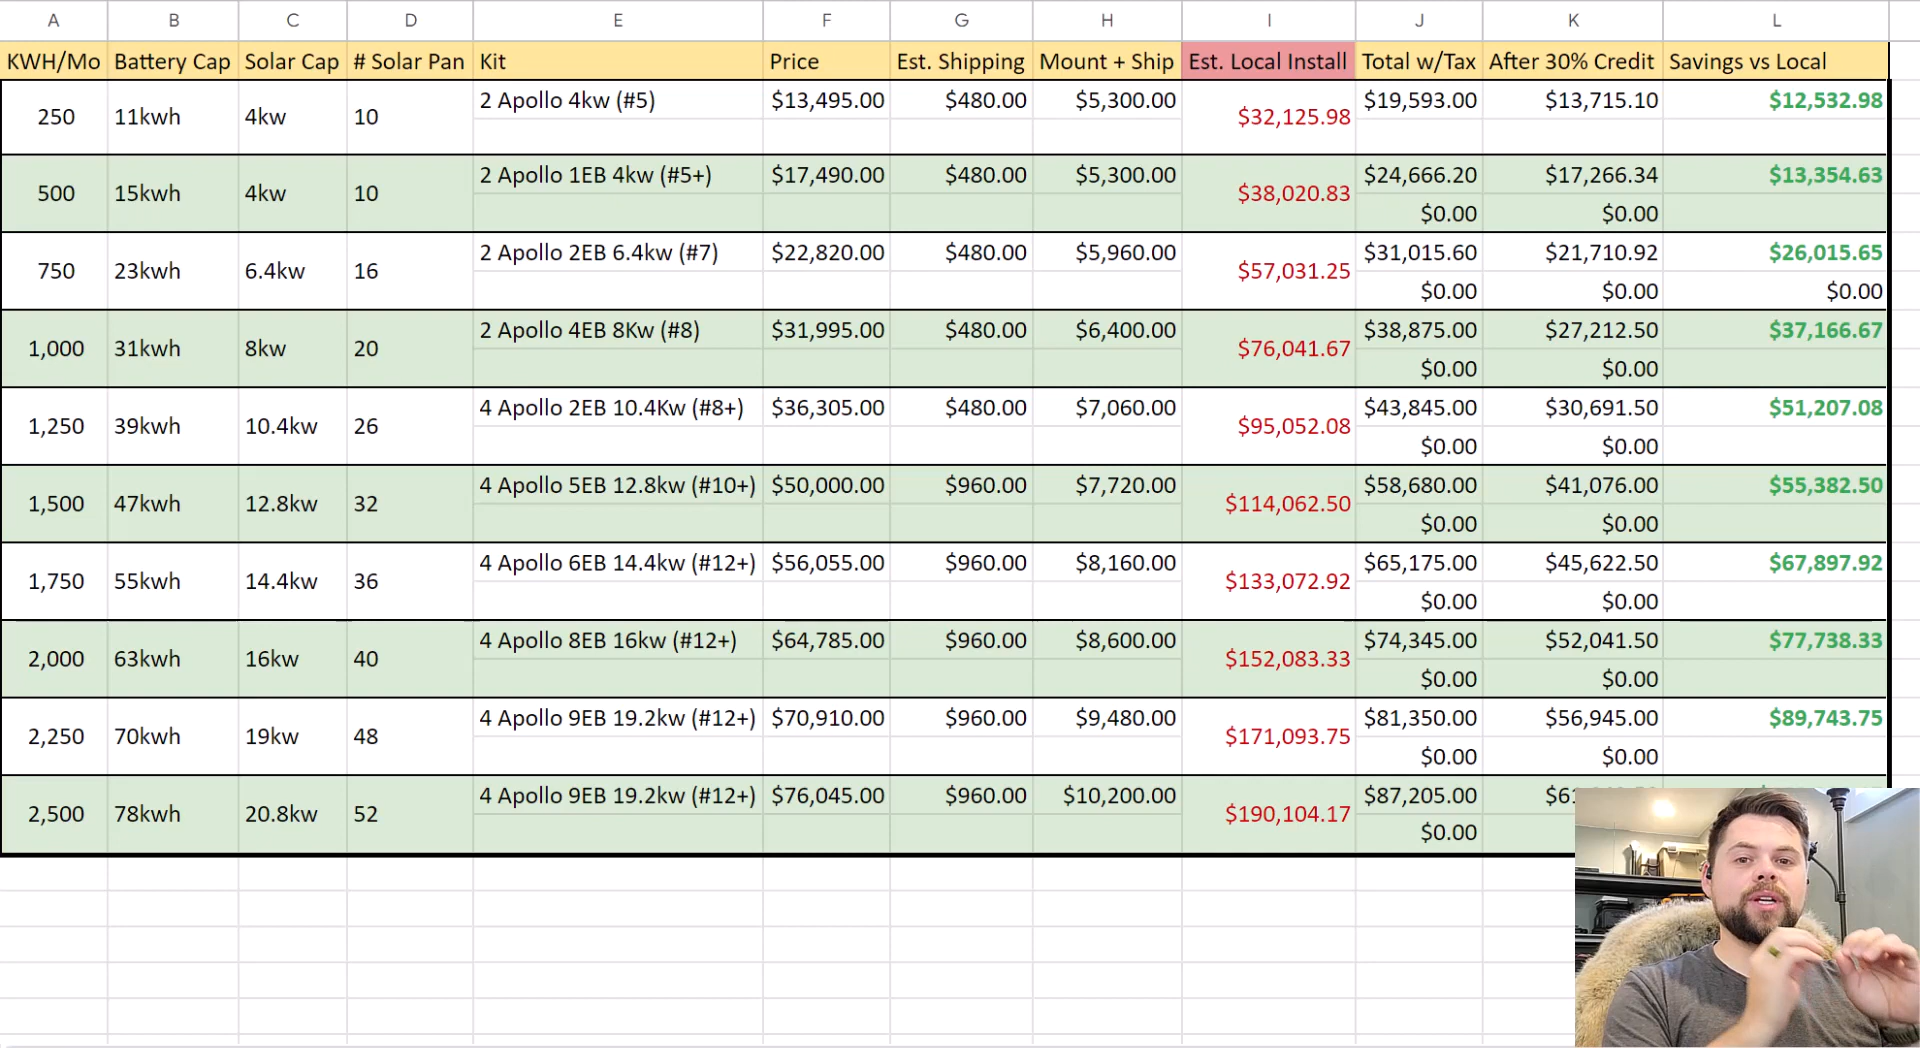 A B C D E F G H I J K L
KWH/Mo Battery Cap Solar Cap # Solar Pan Kit Price Est. Shipping Mount + Ship Est. Local Install Total w/Tax After 30% Credit Savings vs Local
250 11kwh 4kw 10 2 Apollo 4kw (#5) $13,495.00 $480.00 $5,300.00 $32,125.98 $19,593.00 $13,715.10 $12,532.98
500 15kwh 4kw 10 2 Apollo 1EB 4kw (#5+) $17,490.00 $480.00 $5,300.00 $38,020.83 $24,666.20 $17,266.34 $13,354.63
$0.00 $0.00
750 23kwh 6.4kw 16 2 Apollo 2EB 6.4kw (#7) $22,820.00 $480.00 $5,960.00 $57,031.25 $31,015.60 $21,710.92 $26,015.65
$0.00 $0.00 $0.00
1,000 31kwh 8kw 20 2 Apollo 4EB 8Kw (#8) $31,995.00 $480.00 $6,400.00 $76,041.67 $38,875.00 $27,212.50 $37,166.67
$0.00 $0.00
1,250 39kwh 10.4kw 26 4 Apollo 2EB 10.4Kw (#8+) $36,305.00 $480.00 $7,060.00 $95,052.08 $43,845.00 $30,691.50 $51,207.08
$0.00 $0.00
1,500 47kwh 12.8kw 32 4 Apollo 5EB 12.8kw (#10+) $50,000.00 $960.00 $7,720.00 $114,062.50 $58,680.00 $41,076.00 $55,382.50
$0.00 $0.00
1,750 55kwh 14.4kw 36 4 Apollo 6EB 14.4kw (#12+) $56,055.00 $960.00 $8,160.00 $133,072.92 $65,175.00 $45,622.50 $67,897.92
$0.00 $0.00
2,000 63kwh 16kw 40 4 Apollo 8EB 16kw (#12+) $64,785.00 $960.00 $8,600.00 $152,083.33 $74,345.00 $52,041.50 $77,738.33
$0.00 $0.00
2,250 70kwh 19kw 48 4 Apollo 9EB 19.2kw (#12+) $70,910.00 $960.00 $9,480.00 $171,093.75 $81,350.00 $56,945.00 $89,743.75
$0.00 $0.00
2,500 78kwh 20.8kw 52 4 Apollo 9EB 19.2kw (#12+) $76,045.00 $960.00 $10,200.00 $190,104.17 $87,205.00
$0.00